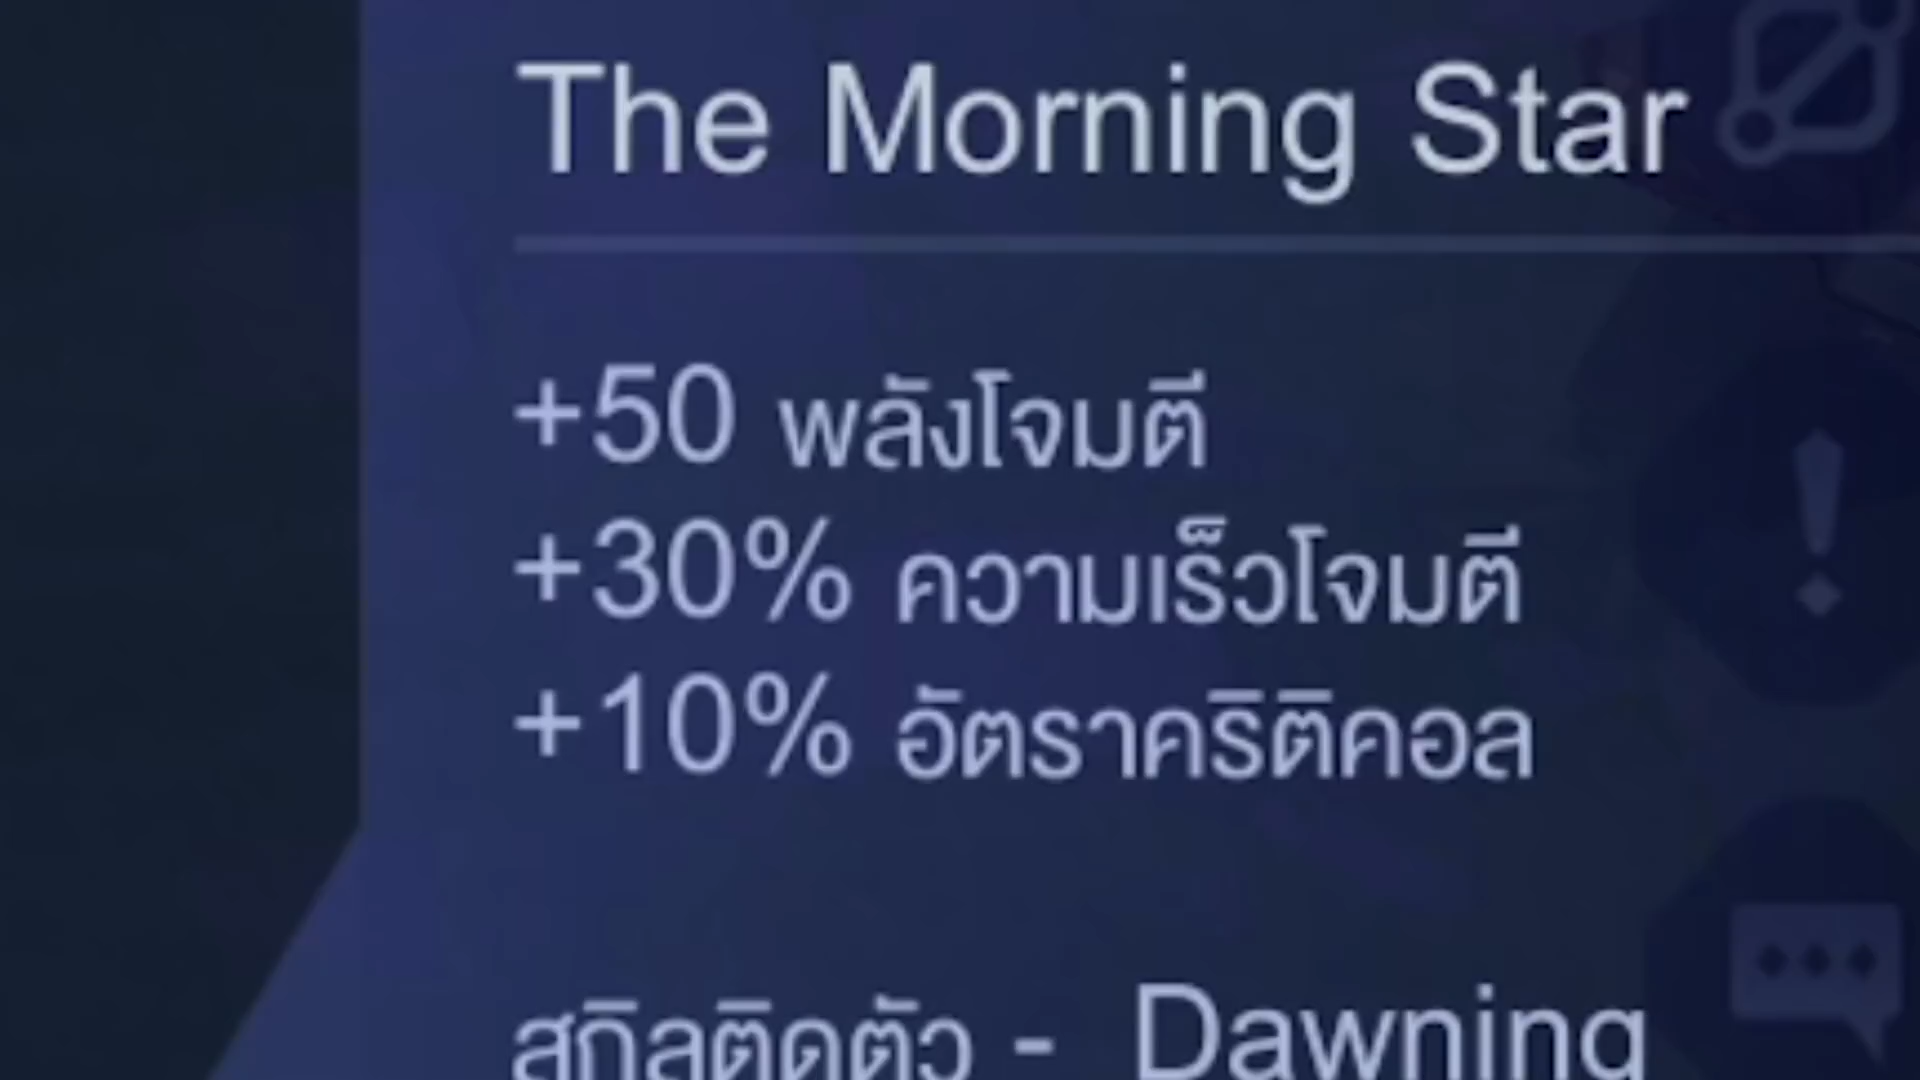 The Morning Star
+50 พลังโจมตี
+30% ความเร็วโจมตี
+10% อัตราคริติคอล
สกิลติดตัว - Dawning